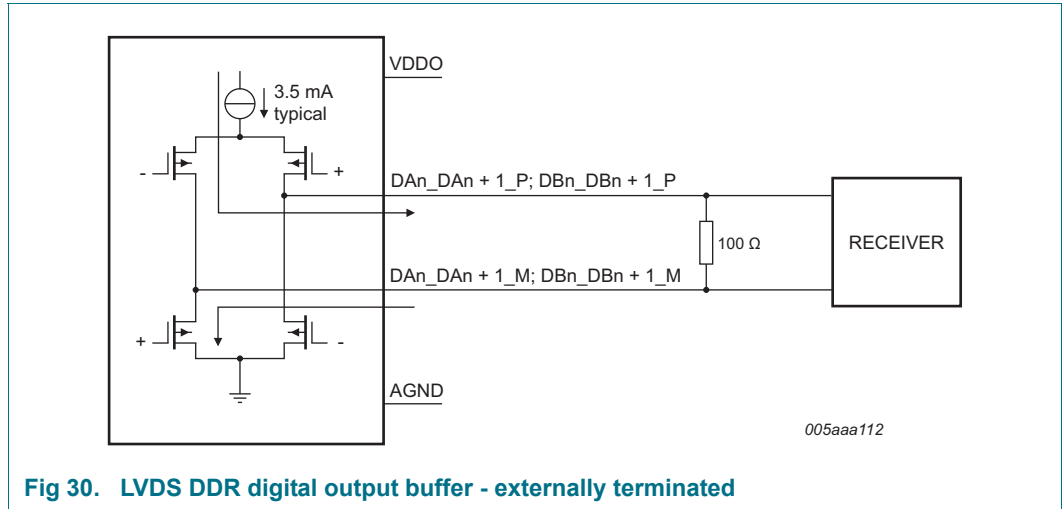 VDDO
3.5 mA
typical
-
+
DAn_DAn + 1_P; DBn_DBn + 1_P
100 Ω
RECEIVER
DAn_DAn + 1_M; DBn_DBn + 1_M
+
-
AGND
005aaa112
Fig 30. LVDS DDR digital output buffer - externally terminated